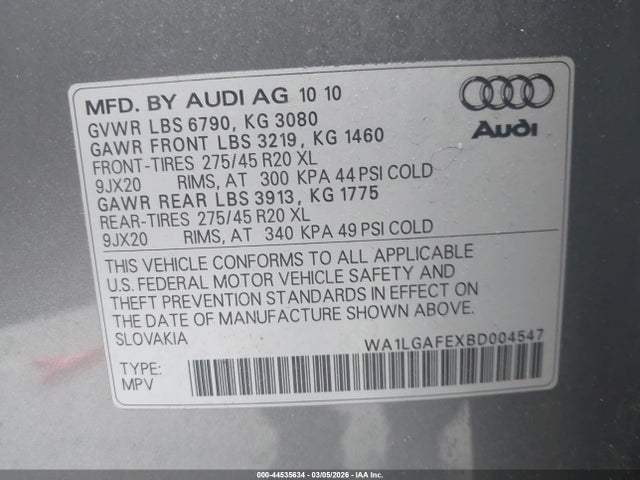 MFD. BY AUDI AG 10 10
GVWR LBS 6790, KG 3080
GAWR FRONT LBS 3219, KG 1460
FRONT-TIRES 275/45 R20 XL
9JX20 RIMS, AT 300 KPA 44 PSI COLD
GAWR REAR LBS 3913, KG 1775
REAR-TIRES 275/45 R20 XL
9JX20 RIMS, AT 340 KPA 49 PSI COLD
Audi
THIS VEHICLE CONFORMS TO ALL APPLICABLE
U.S. FEDERAL MOTOR VEHICLE SAFETY AND
THEFT PREVENTION STANDARDS IN EFFECT ON
THE DATE OF MANUFACTURE SHOWN ABOVE.
SLOVAKIA
WA1LGAFEXBD004547
TYPE:
MPV
000-44535634 - 03/05/2026 - IAA Inc.